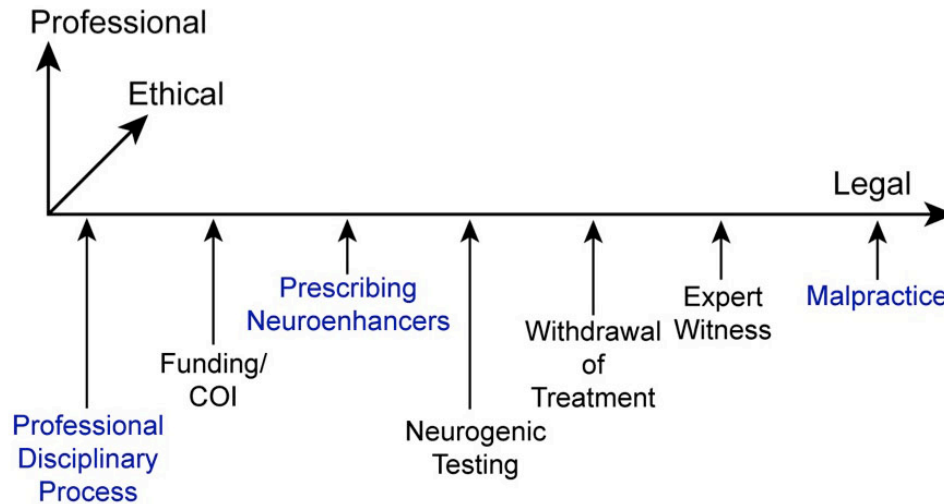 Professional
Ethical
Legal
Prescribing
Neuroenhancers
Expert
Witness
Malpractice
Withdrawal
of
Treatment
Funding/
COI
Professional
Disciplinary
Process
Neurogenic
Testing